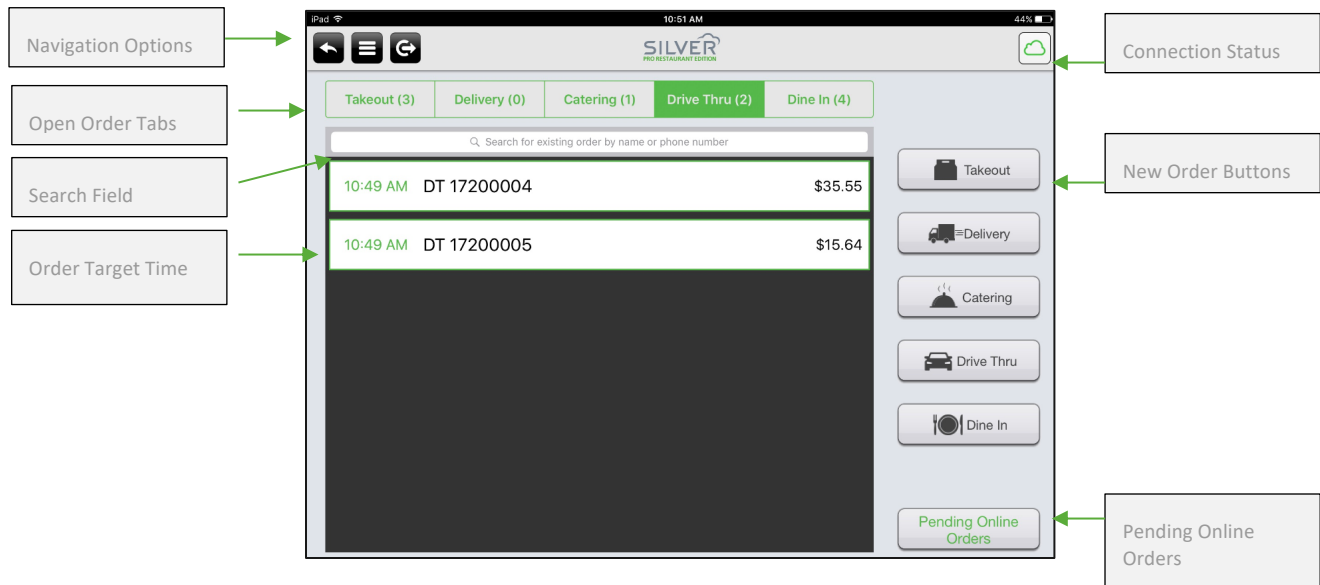 iPad 10:51 AM 44%
Navigation Options
SILVER
PRO RESTAURANT EDITION
Connection Status
Open Order Tabs
Takeout (3) Delivery (0) Catering (1) Drive Thru (2) Dine In (4)
Search Field
Search for existing order by name or phone number
10:49 AM DT 17200004 $35.55
Takeout
New Order Buttons
Order Target Time
10:49 AM DT 17200005 $15.64
Delivery
Catering
Drive Thru
Dine In
Pending Online
Orders
Pending Online
Orders